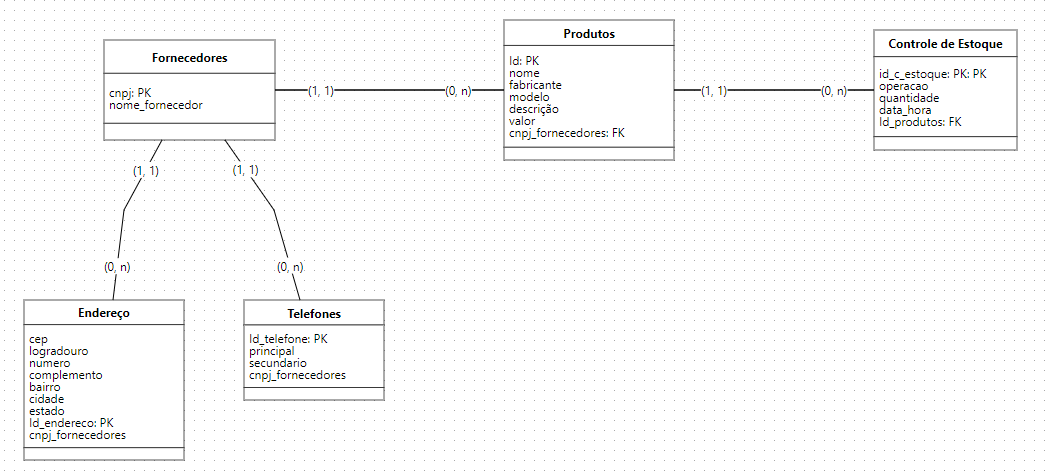 Fornecedores
cnpj: PK
nome_fornecedor
(1, 1)
(0, n)
Produtos
Id: PK
nome
fabricante
modelo
descrição
valor
cnpj_fornecedores: FK
(1, 1)
(0, n)
Controle de Estoque
id_c_estoque: PK: PK
operacao
quantidade
data_hora
Id_produtos: FK
(1, 1)
(1, 1)
(0, n)
(0, n)
Endereço
cep
logradouro
numero
complemento
bairro
cidade
estado
Id_endereco: PK
cnpj_fornecedores
Telefones
Id_telefone: PK
principal
secundario
cnpj_fornecedores